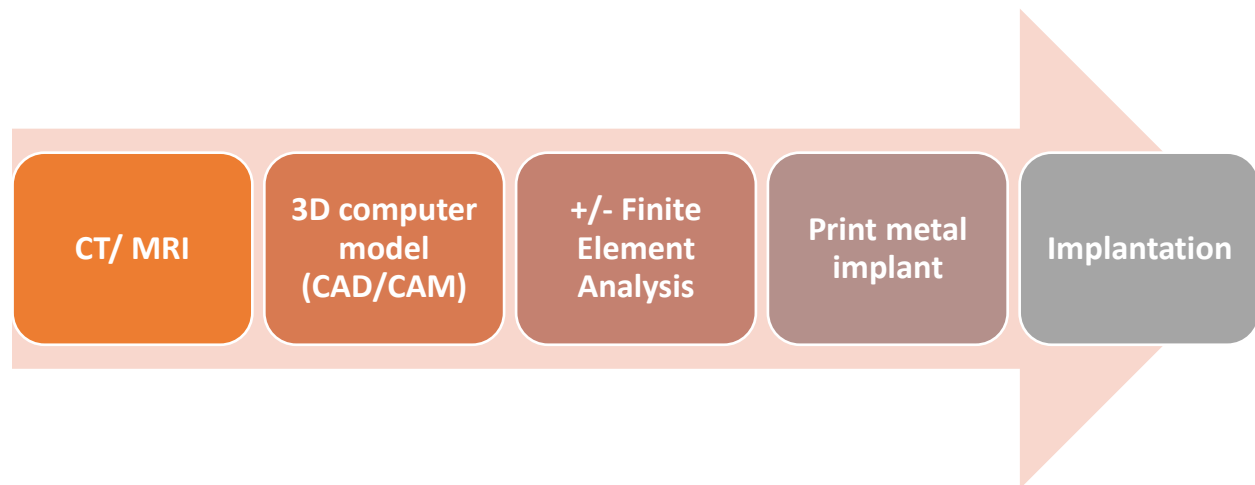 CT/ MRI
3D computer
model
(CAD/CAM)
+/- Finite
Element
Analysis
Print metal
implant
Implantation